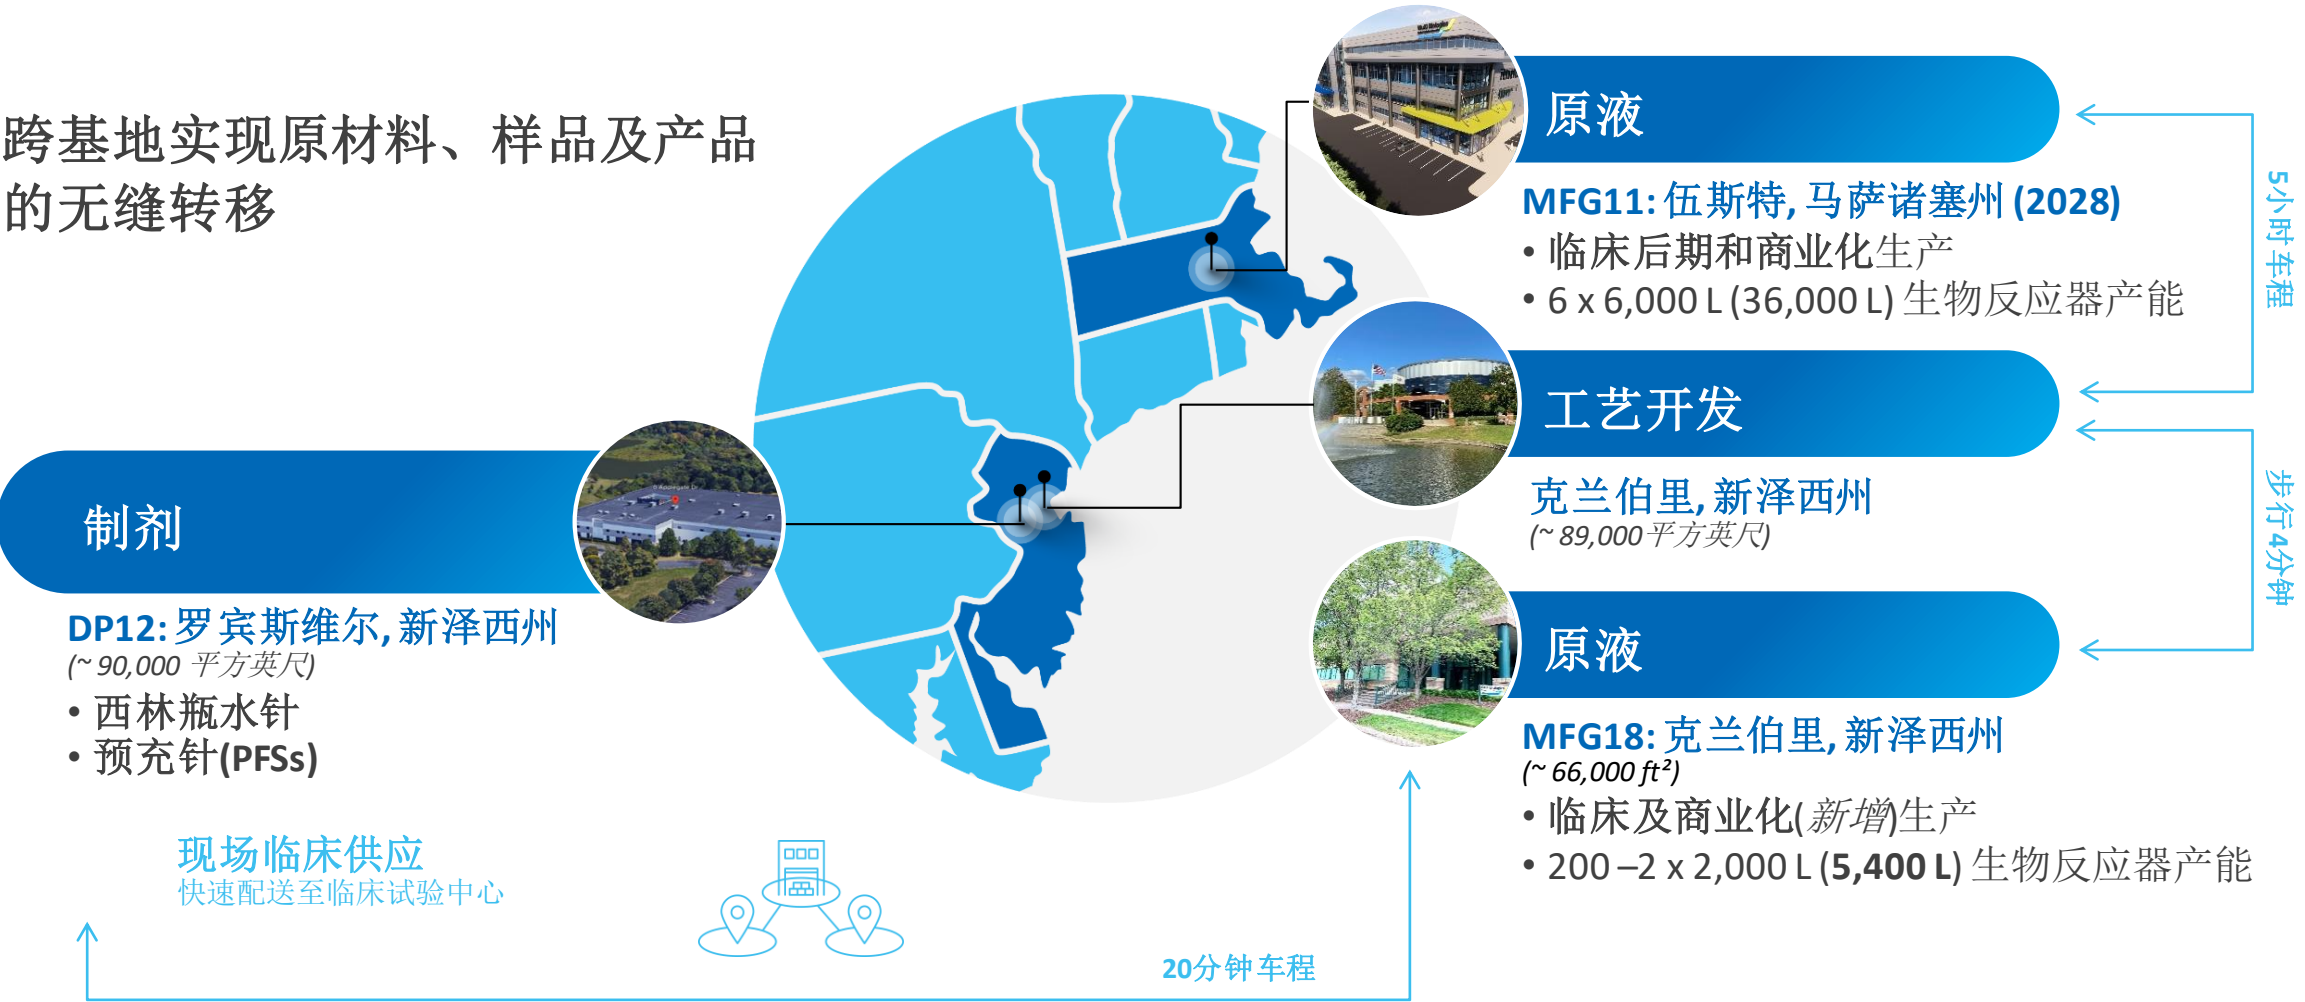 跨基地实现原材料、样品及产品
的无缝转移
原液
MFG11: 伍斯特, 马萨诸塞州 (2028)
• 临床后期和商业化生产
• 6 x 6,000 L (36,000 L) 生物反应器产能
5小时车程
工艺开发
克兰伯里, 新泽西州
(~ 89,000平方英尺)
步行4分钟
原液
MFG18: 克兰伯里, 新泽西州
(~ 66,000 ft²)
• 临床及商业化(新增)生产
• 200 –2 x 2,000 L (5,400 L) 生物反应器产能
制剂
DP12: 罗宾斯维尔, 新泽西州
(~ 90,000 平方英尺)
• 西林瓶水针
• 预充针(PFSs)
现场临床供应
快速配送至临床试验中心
20分钟车程